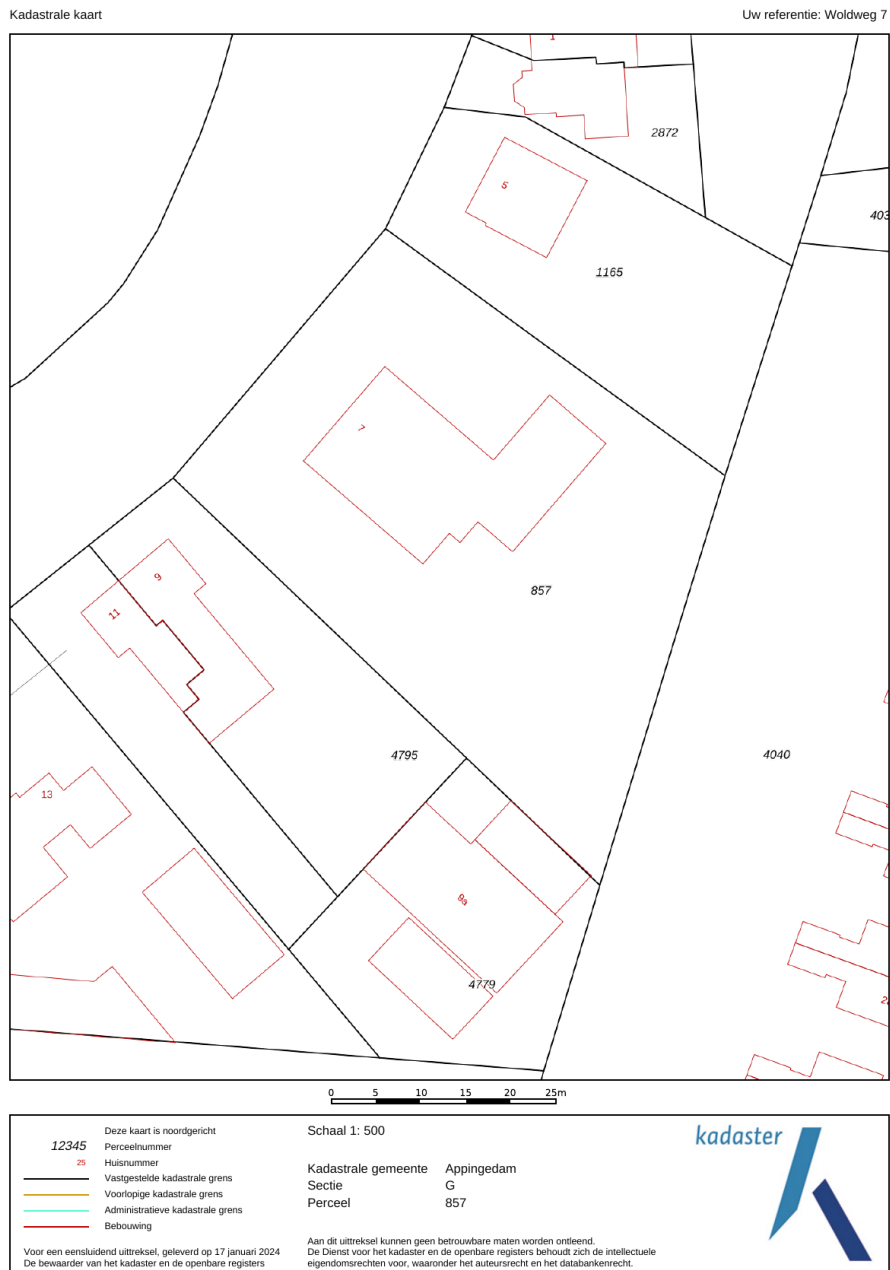 Kadastrale kaart
Uw referentie: Woldweg 7
1
2872
5
403
1165
7
857
9
11
4795
4040
13
9a
4779
0 5 10 15 20 25m
Deze kaart is noordgericht
12345 Perceelnummer
25 Huisnummer
Vastgestelde kadastrale grens
Voorlopige kadastrale grens
Administratieve kadastrale grens
Bebouwing
Voor een eensluidend uittreksel, geleverd op 17 januari 2024
De bewaarder van het kadaster en de openbare registers
Schaal 1: 500
Kadastrale gemeente Appingedam
Sectie G
Perceel 857
Aan dit uittreksel kunnen geen betrouwbare maten worden ontleend.
De Dienst voor het kadaster en de openbare registers behoudt zich de intellectuele
eigendomsrechten voor, waaronder het auteursrecht en het databankenrecht.
kadaster